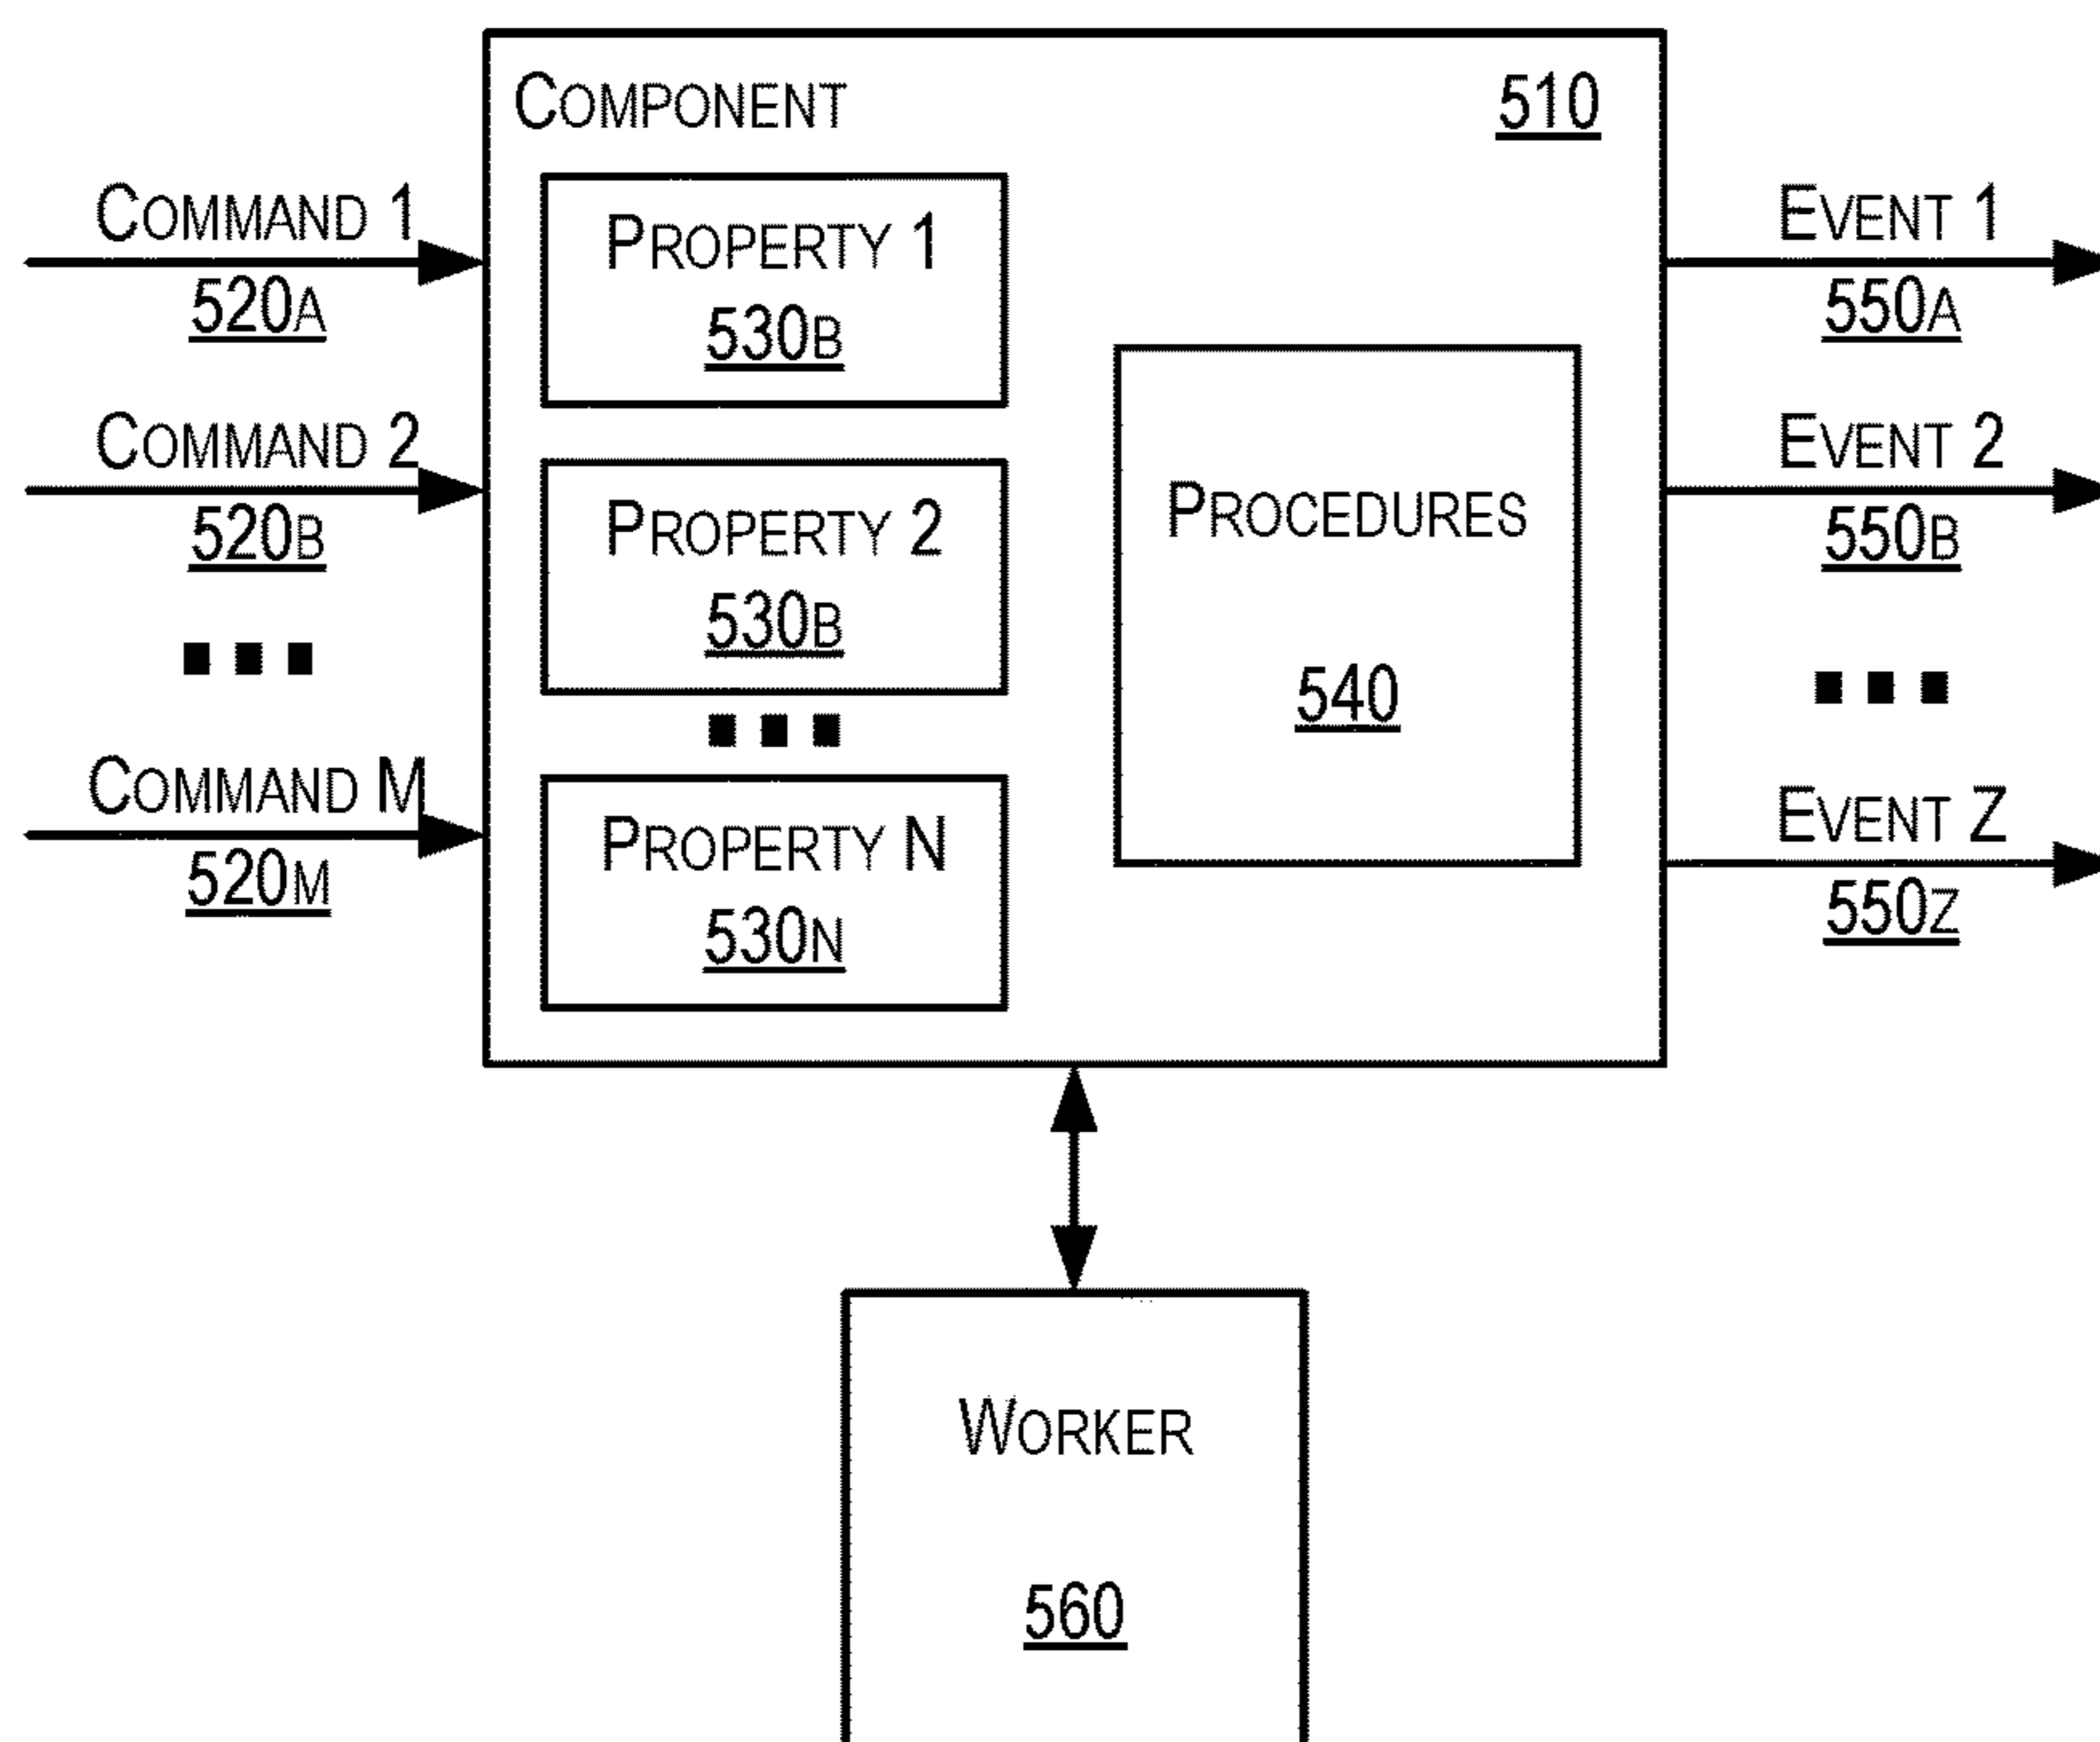 COMPONENT
510
COMMAND 1
520A
COMMAND 2
520B
COMMAND M
520M
PROPERTY 1
530B
PROPERTY 2
530B
PROPERTY N
530N
PROCEDURES
540
EVENT 1
550A
EVENT 2
550B
EVENT Z
550Z
WORKER
560